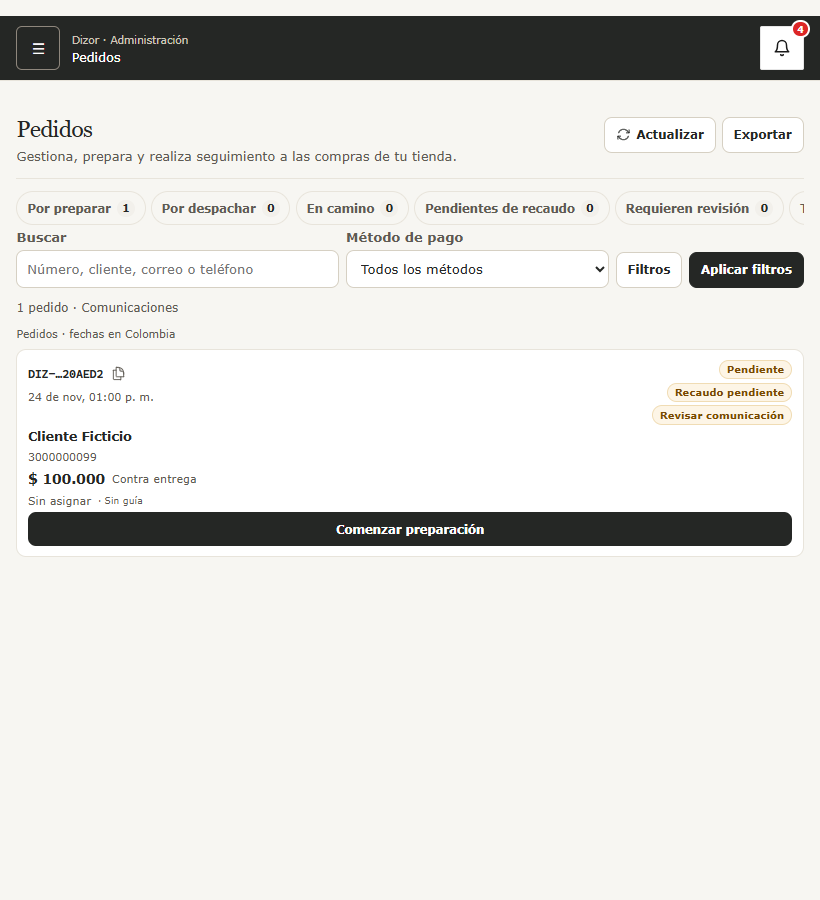 ☰
Dizor · Administración
Pedidos
4
Pedidos
Gestiona, prepara y realiza seguimiento a las compras de tu tienda.
Actualizar
Exportar
Por preparar 1
Por despachar 0
En camino 0
Pendientes de recaudo 0
Requieren revisión 0
Buscar
Método de pago
Número, cliente, correo o teléfono
Todos los métodos
Filtros
Aplicar filtros
1 pedido · Comunicaciones
Pedidos · fechas en Colombia
DIZ-…20AED2
Pendiente
24 de nov, 01:00 p. m.
Recaudo pendiente
Revisar comunicación
Cliente Ficticio
3000000099
$ 100.000 Contra entrega
Sin asignar · Sin guía
Comenzar preparación